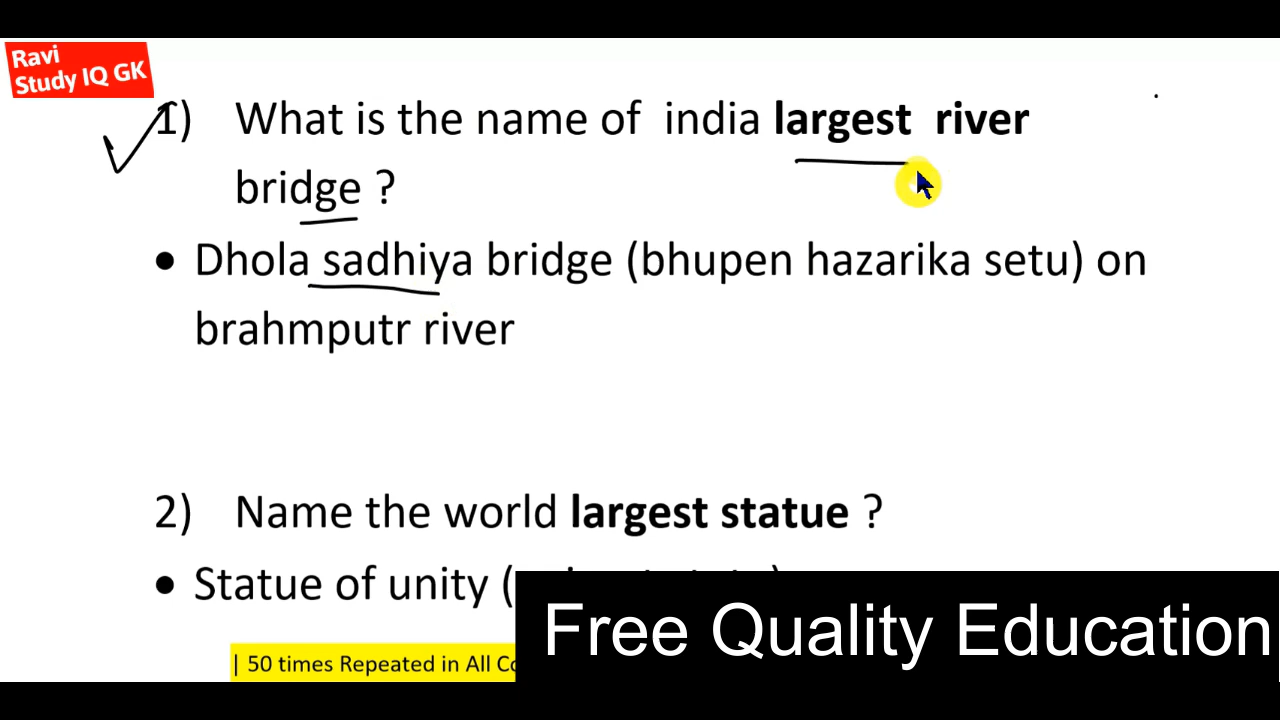 Ravi
Study IQ GK
1) What is the name of india largest river
bridge ?
• Dhola sadhiya bridge (bhupen hazarika setu) on
brahmputr river
2) Name the world largest statue ?
• Statue of unity (
Free Quality Education
| 50 times Repeated in All